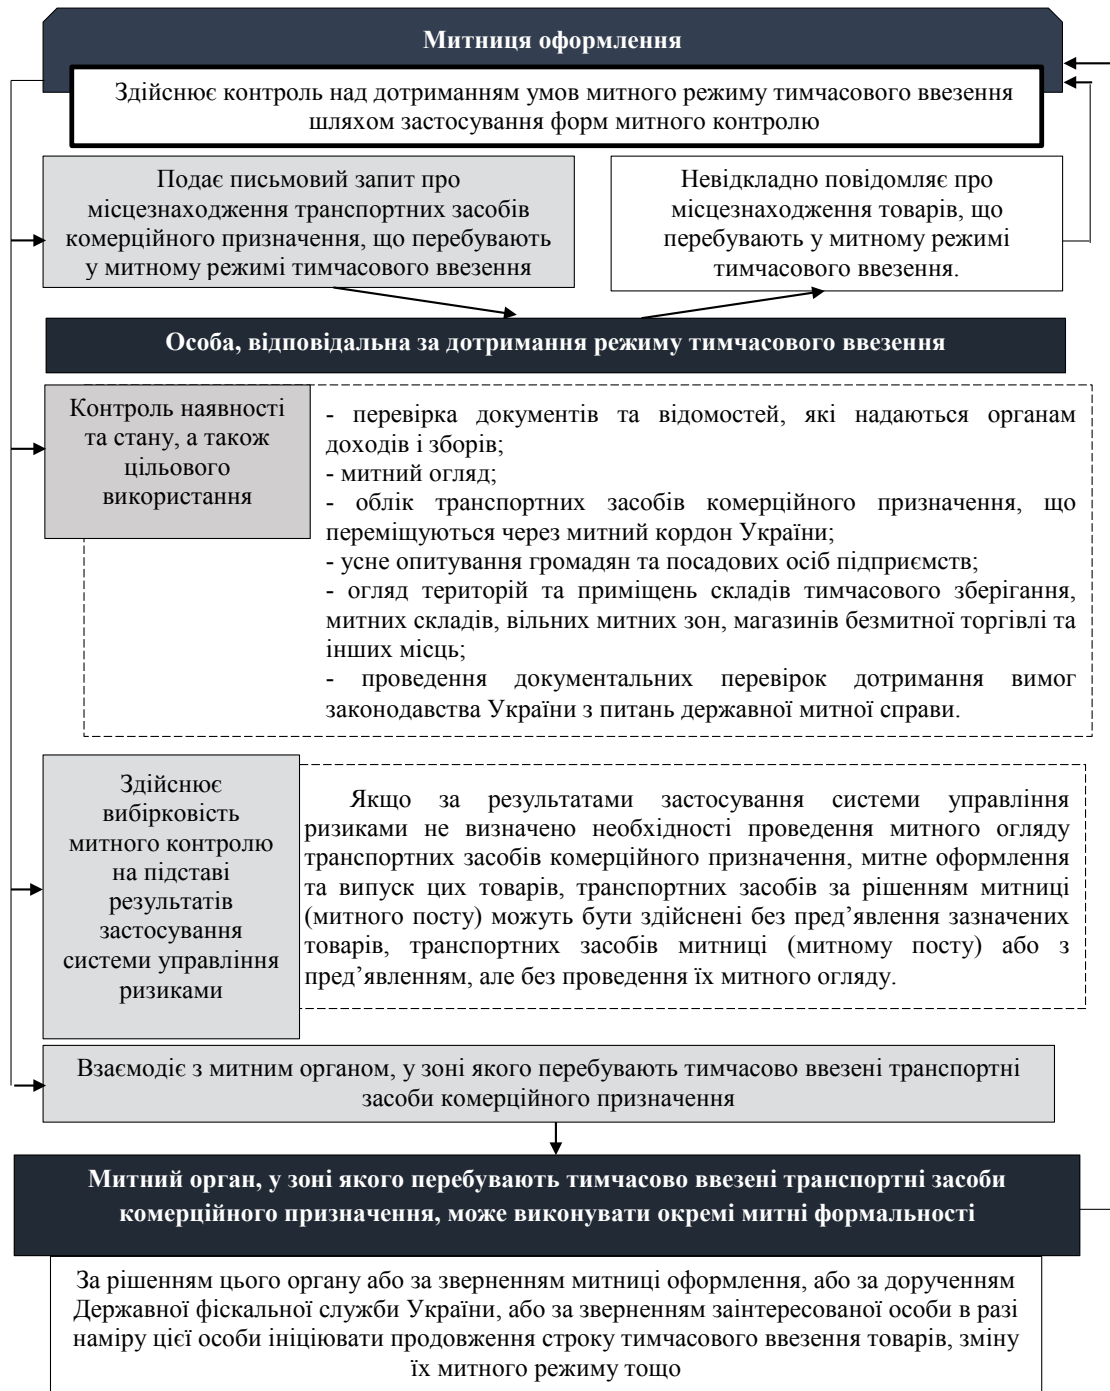 Митниця оформлення
Здійснює контроль над дотриманням умов митного режиму тимчасового ввезення
шляхом застосування форм митного контролю
Подає письмовий запит про
місцезнаходження транспортних засобів
комерційного призначення, що перебувають
у митному режимі тимчасового ввезення
Невідкладно повідомляє про
місцезнаходження товарів, що
перебувають у митному режимі
тимчасового ввезення.
Особа, відповідальна за дотримання режиму тимчасового ввезення
Контроль наявності
та стану, а також
цільового
використання
- перевірка документів та відомостей, які надаються органам
доходів і зборів;
- митний огляд;
- облік транспортних засобів комерційного призначення, що
переміщуються через митний кордон України;
- усне опитування громадян та посадових осіб підприємств;
- огляд територій та приміщень складів тимчасового зберігання,
митних складів, вільних митних зон, магазинів безмитної торгівлі та
інших місць;
- проведення документальних перевірок дотримання вимог
законодавства України з питань державної митної справи.
Здійснює
вибірковість
митного контролю
на підставі
результатів
застосування
системи управління
ризиками
Якщо за результатами застосування системи управління
ризиками не визначено необхідності проведення митного огляду
транспортних засобів комерційного призначення, митне оформлення
та випуск цих товарів, транспортних засобів за рішенням митниці
(митного посту) можуть бути здійснені без пред’явлення зазначених
товарів, транспортних засобів митниці (митному посту) або з
пред’явленням, але без проведення їх митного огляду.
Взаємодіє з митним органом, у зоні якого перебувають тимчасово ввезені транспортні
засоби комерційного призначення
Митний орган, у зоні якого перебувають тимчасово ввезені транспортні засоби
комерційного призначення, може виконувати окремі митні формальності
За рішенням цього органу або за зверненням митниці оформлення, або за дорученням
Державної фіскальної служби України, або за зверненням заінтересованої особи в разі
наміру цієї особи ініціювати продовження строку тимчасового ввезення товарів, зміну
їх митного режиму тощо